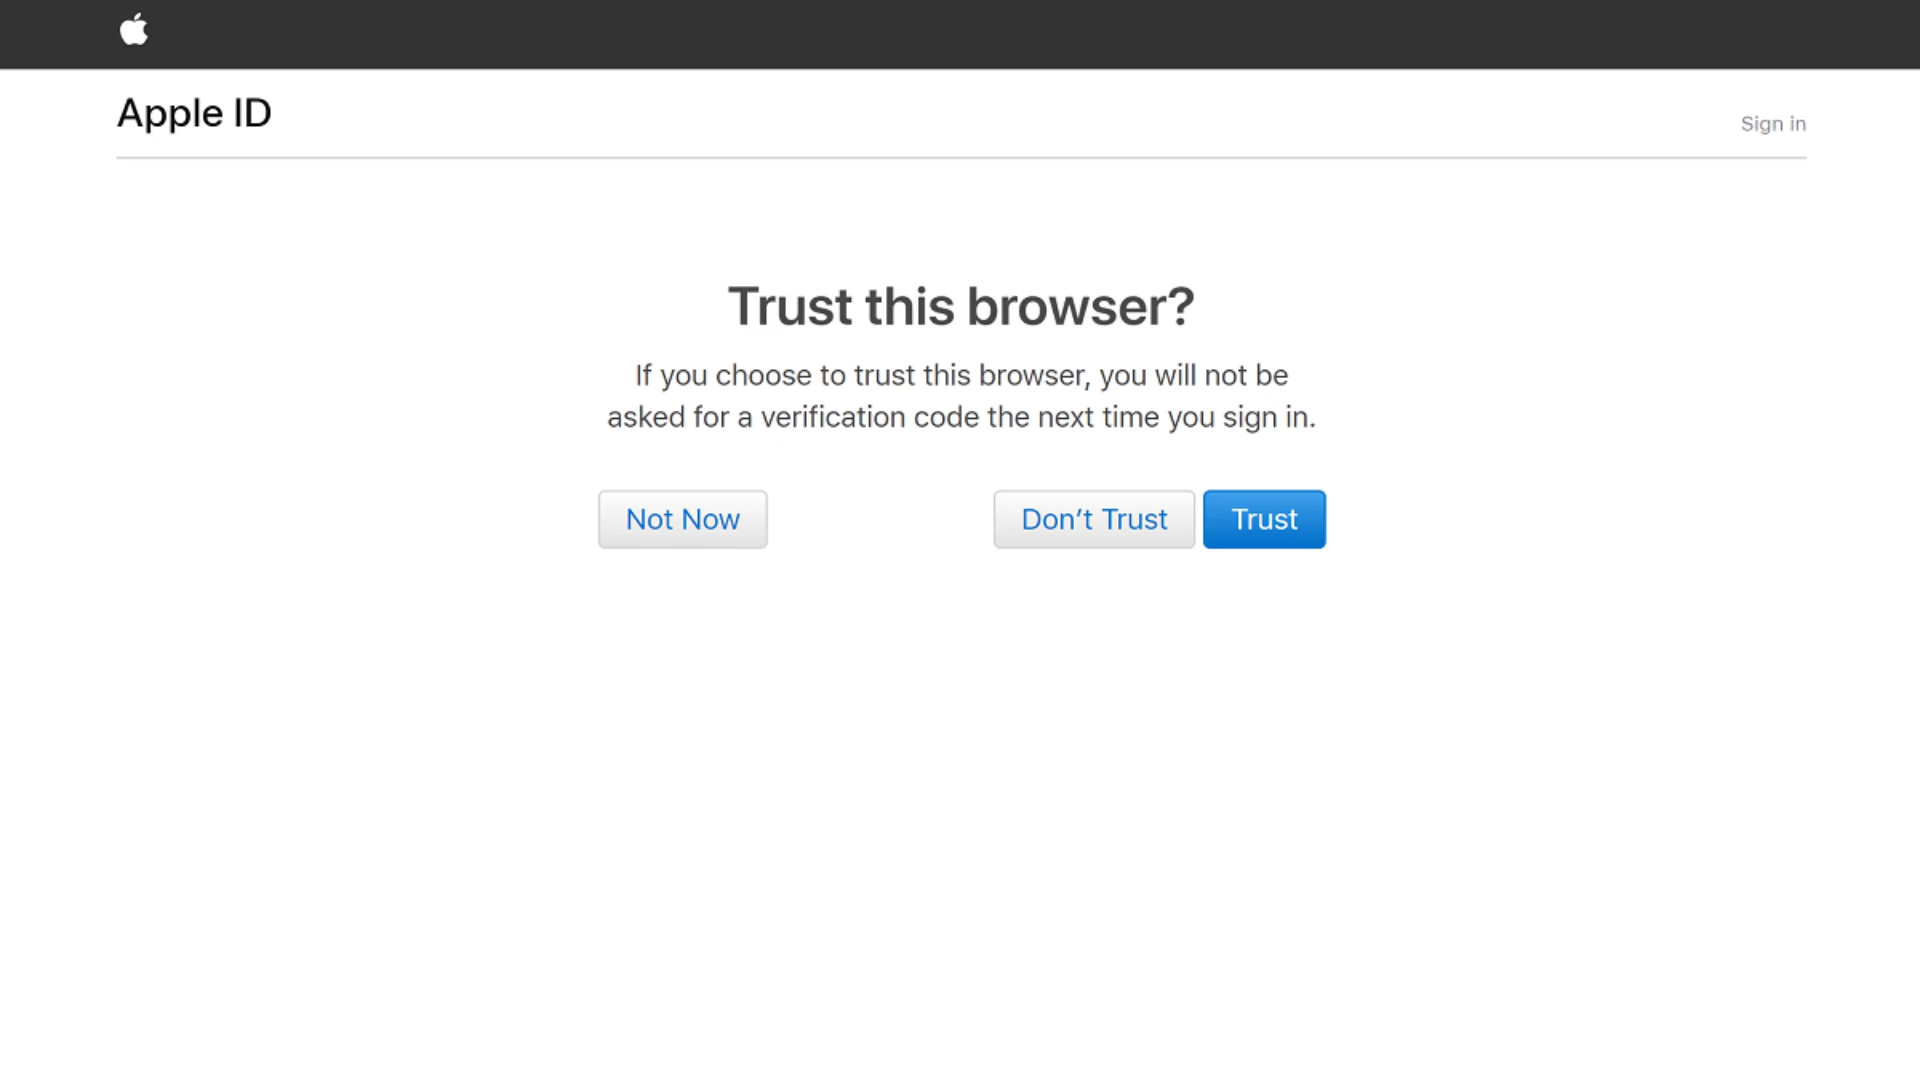 Apple ID
Sign in
Trust this browser?
If you choose to trust this browser, you will not be
asked for a verification code the next time you sign in.
Not Now
Don’t Trust
Trust